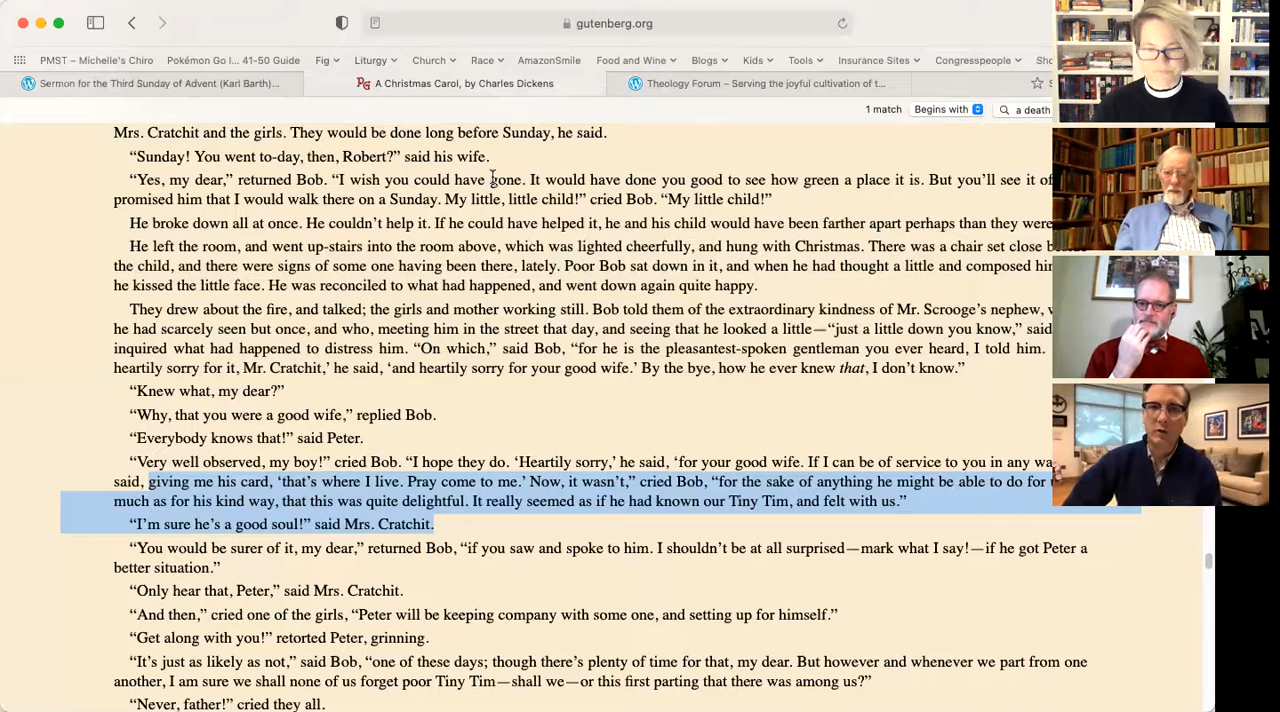 gutenberg.org
PMST – Michelle's Chiro Pokémon Go l... 41–50 Guide Fig Liturgy Church Race AmazonSmile Food and Wine Blogs Kids Tools Insurance Sites Congresspeople
Sermon for the Third Sunday of Advent (Karl Barth)... A Christmas Carol, by Charles Dickens Theology Forum – Serving the joyful cultivation of t...
1 match Begins with a death
Mrs. Cratchit and the girls. They would be done long before Sunday, he said.
“Sunday! You went to-day, then, Robert?” said his wife.
“Yes, my dear,” returned Bob. “I wish you could have gone. It would have done you good to see how green a place it is. But you’ll see it of
promised him that I would walk there on a Sunday. My little, little child!” cried Bob. “My little child!”
He broke down all at once. He couldn’t help it. If he could have helped it, he and his child would have been farther apart perhaps than they were
He left the room, and went up-stairs into the room above, which was lighted cheerfully, and hung with Christmas. There was a chair set close
the child, and there were signs of some one having been there, lately. Poor Bob sat down in it, and when he had thought a little and composed
he kissed the little face. He was reconciled to what had happened, and went down again quite happy.
They drew about the fire, and talked; the girls and mother working still. Bob told them of the extraordinary kindness of Mr. Scrooge’s nephew,
he had scarcely seen but once, and who, meeting him in the street that day, and seeing that he looked a little—“just a little down you know,” said
inquired what had happened to distress him. “On which,” said Bob, “for he is the pleasantest-spoken gentleman you ever heard, I told him.
heartily sorry for it, Mr. Cratchit,’ he said, ‘and heartily sorry for your good wife.’ By the bye, how he ever knew that, I don’t know.”
“Knew what, my dear?”
“Why, that you were a good wife,” replied Bob.
“Everybody knows that!” said Peter.
“Very well observed, my boy!” cried Bob. “I hope they do. ‘Heartily sorry,’ he said, ‘for your good wife. If I can be of service to you in any
said, giving me his card, ‘that’s where I live. Pray come to me.’ Now, it wasn’t,” cried Bob, “for the sake of anything he might be able to do for
much as for his kind way, that this was quite delightful. It really seemed as if he had known our Tiny Tim, and felt with us.”
“I’m sure he’s a good soul!” said Mrs. Cratchit.
“You would be surer of it, my dear,” returned Bob, “if you saw and spoke to him. I shouldn’t be at all surprised—mark what I say!—if he got Peter a
better situation.”
“Only hear that, Peter,” said Mrs. Cratchit.
“And then,” cried one of the girls, “Peter will be keeping company with some one, and setting up for himself.”
“Get along with you!” retorted Peter, grinning.
“It’s just as likely as not,” said Bob, “one of these days; though there’s plenty of time for that, my dear. But however and whenever we part from one
another, I am sure we shall none of us forget poor Tiny Tim—shall we—or this first parting that there was among us?”
“Never, father!” cried they all.